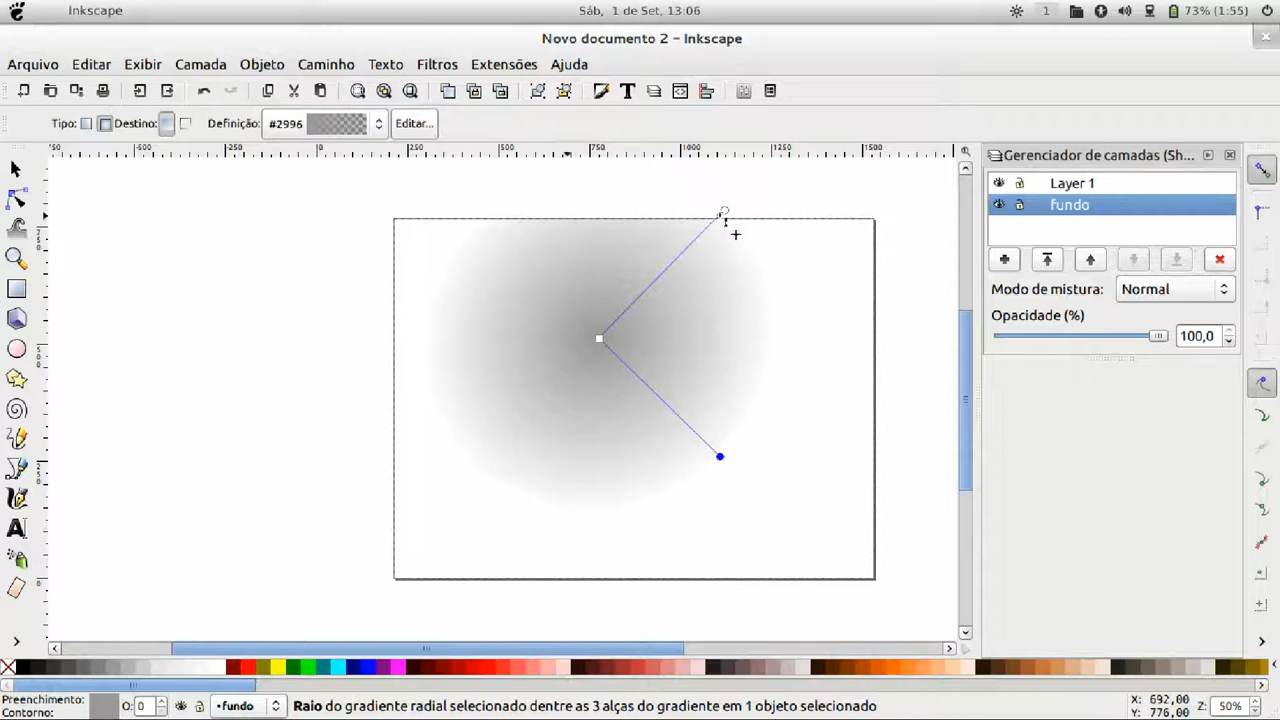 Inkscape
Sáb, 1 de Set, 13:06
1
73% (1:55)
Novo documento 2 - Inkscape
Arquivo Editar Exibir Camada Objeto Caminho Texto Filtros Extensões Ajuda
Tipo: Destino: Definição: #2996 Editar...
500 250 0 500 750 1000 1250 1500
Gerenciador de camadas (Sh...
Layer 1
fundo
Modo de mistura: Normal
Opacidade (%)
100,0
Preenchimento:
Contorno:
O: 0
•fundo
Raio do gradiente radial selecionado dentre as 3 alças do gradiente em 1 objeto selecionado
X: 692,00
Y: 776,00
Z: 50%